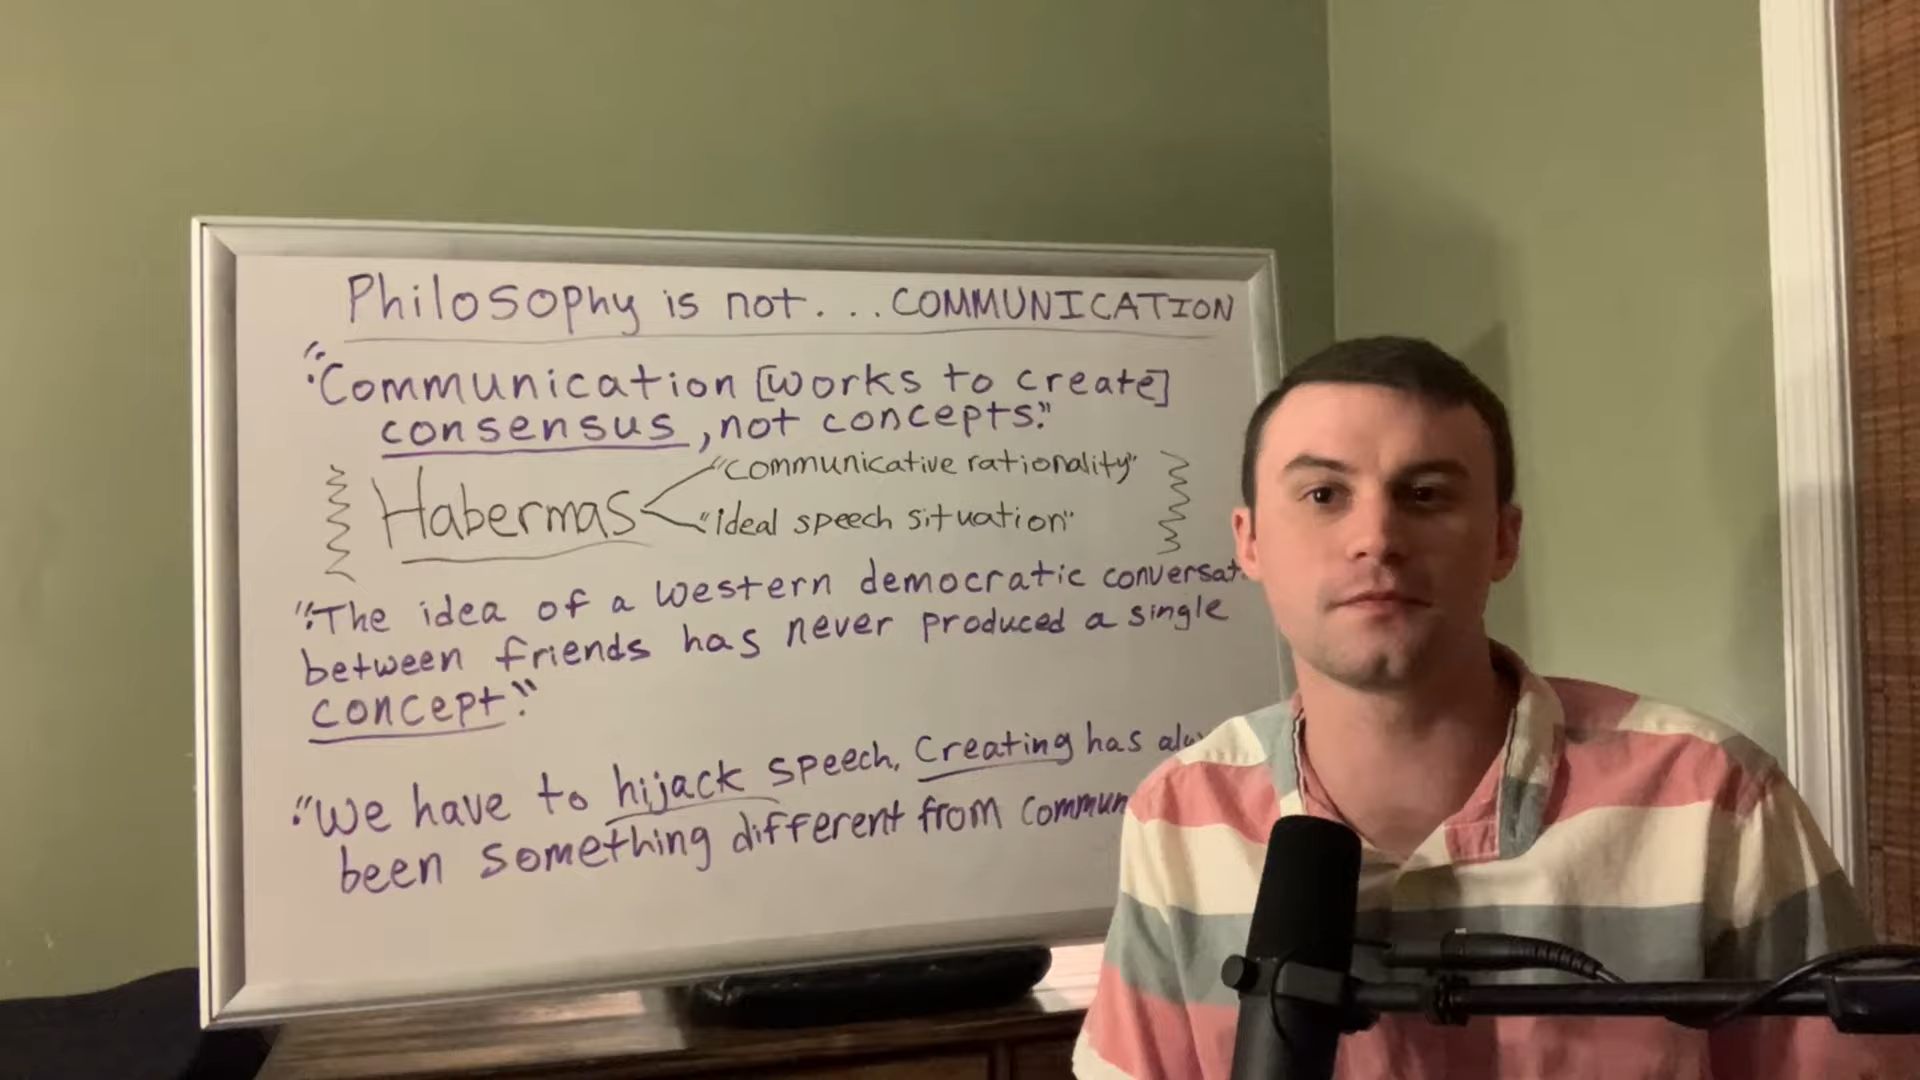 Philosophy is not... COMMUNICATION
"Communication [works to create]
consensus, not concepts."
Habermas
"communicative rationality"
"ideal speech situation"
"The idea of a western democratic conversat
between friends has never produced a single
concept."
"We have to hijack speech. Creating has
been something different from commun